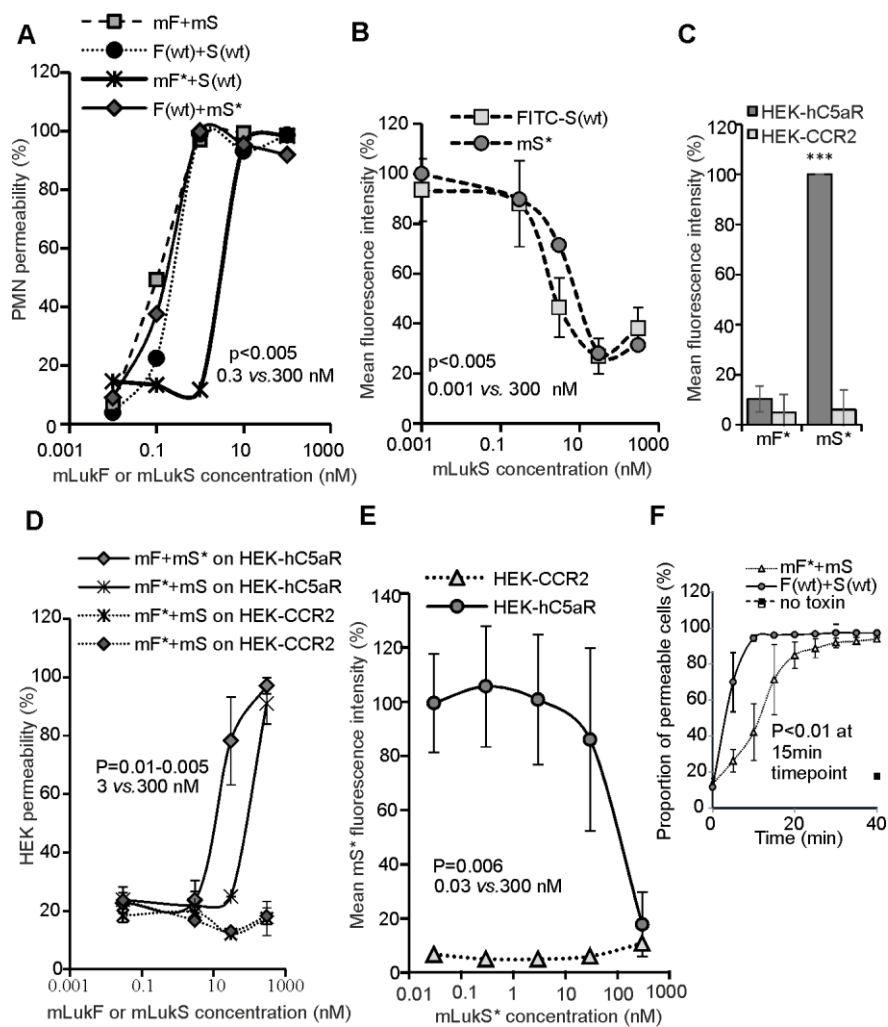 A
mF+mS
F(wt)+S(wt)
mF*+S(wt)
F(wt)+mS*
PMN permeability (%)
120
100
80
60
40
20
0
p<0.005
0.3 vs.300 nM
0.001
0.1
10
1000
mLukF or mLukS concentration (nM)
B
FITC-S(wt)
mS*
Mean fluorescence intensity (%)
120
100
80
60
40
20
0
p<0.005
0.001 vs. 300 nM
0.001
0.1
10
1000
mLukS concentration (nM)
C
HEK-hC5aR
HEK-CCR2
***
Mean fluorescence intensity (%)
120
100
80
60
40
20
0
mF*
mS*
D
mF+mS* on HEK-hC5aR
mF*+mS on HEK-hC5aR
mF*+mS on HEK-CCR2
mF*+mS on HEK-CCR2
HEK permeability (%)
120
100
80
60
40
20
0
P=0.01-0.005
3 vs.300 nM
0.001
0.1
10
1000
mLukF or mLukS concentration (nM)
E
HEK-CCR2
HEK-hC5aR
Mean mS* fluorescence intensity (%)
140
120
100
80
60
40
20
0
P=0.006
0.03 vs.300 nM
0.01
0.1
1
10
100
1000
mLukS* concentration (nM)
F
mF*+mS
F(wt)+S(wt)
no toxin
Proportion of permeable cells (%)
120
100
80
60
40
20
0
P<0.01 at
15min
timepoint
0
20
40
Time (min)